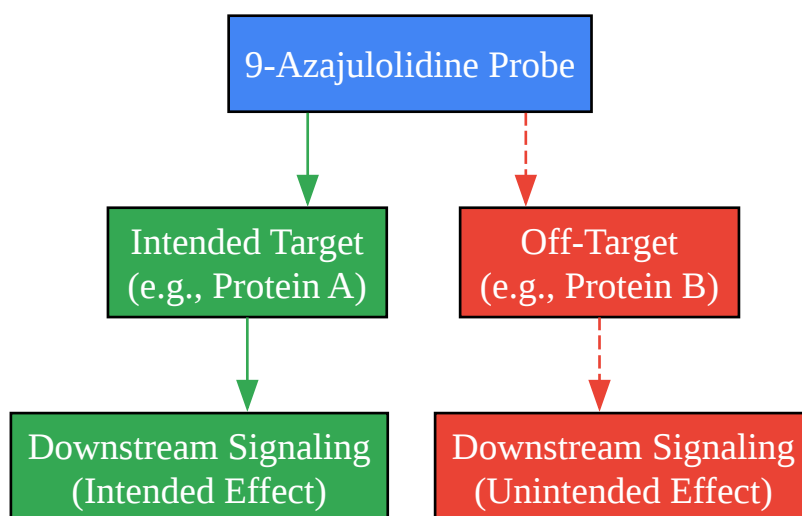 9-Azajulolidine Probe
Intended Target
(e.g., Protein A)
Off-Target
(e.g., Protein B)
Downstream Signaling
(Intended Effect)
Downstream Signaling
(Unintended Effect)